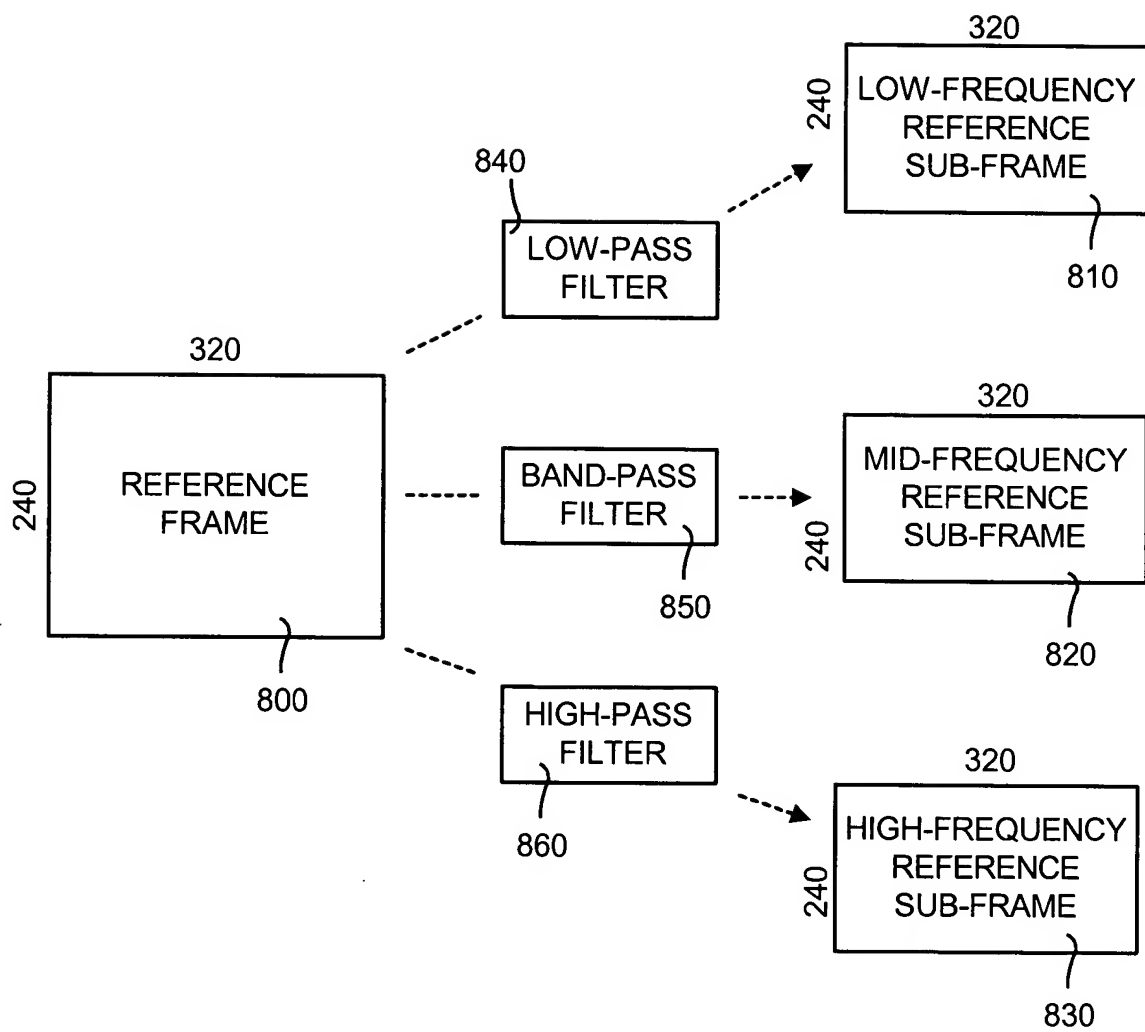 320
240
LOW-FREQUENCY
REFERENCE
SUB-FRAME
810
840
LOW-PASS
FILTER
320
240
REFERENCE
FRAME
800
BAND-PASS
FILTER
850
320
240
MID-FREQUENCY
REFERENCE
SUB-FRAME
820
HIGH-PASS
FILTER
860
320
240
HIGH-FREQUENCY
REFERENCE
SUB-FRAME
830